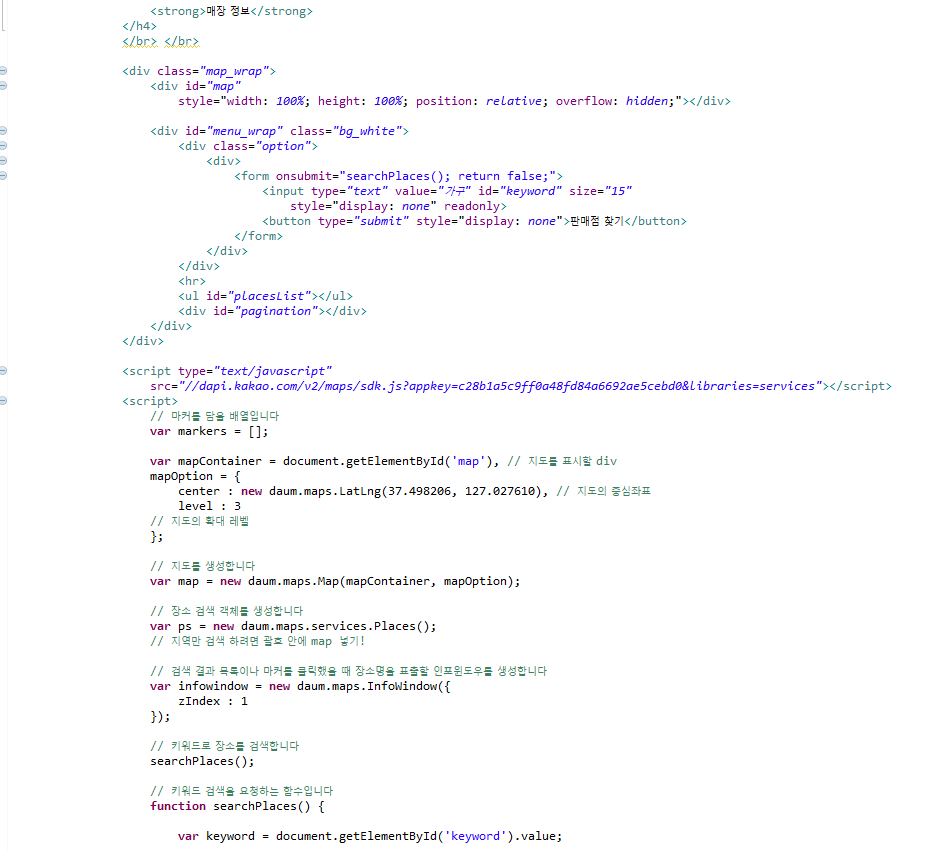 <strong>매장 정보</strong>
</h4>
</br> </br>
<div class="map_wrap">
<div id="map"
style="width: 100%; height: 100%; position: relative; overflow: hidden;"></div>
<div id="menu_wrap" class="bg_white">
<div class="option">
<div>
<form onsubmit="searchPlaces(); return false;">
<input type="text" value="가구" id="keyword" size="15"
style="display: none" readonly>
<button type="submit" style="display: none">판매점 찾기</button>
</form>
</div>
</div>
<hr>
<ul id="placesList"></ul>
<div id="pagination"></div>
</div>
</div>
<script type="text/javascript"
src="//dapi.kakao.com/v2/maps/sdk.js?appkey=c28b1a5c9ff0a48fd84a6692ae5cebd0&libraries=services"></script>
<script>
// 마커를 담을 배열입니다
var markers = [];
var mapContainer = document.getElementById('map'), // 지도를 표시할 div
mapOption = {
center : new daum.maps.LatLng(37.498206, 127.027610), // 지도의 중심좌표
level : 3
// 지도의 확대 레벨
};
// 지도를 생성합니다
var map = new daum.maps.Map(mapContainer, mapOption);
// 장소 검색 객체를 생성합니다
var ps = new daum.maps.services.Places();
// 지역만 검색 하려면 괄호 안에 map 넣기!
// 검색 결과 목록이나 마커를 클릭했을 때 장소명을 표출할 인포윈도우를 생성합니다
var infowindow = new daum.maps.InfoWindow({
zIndex : 1
});
// 키워드로 장소를 검색합니다
searchPlaces();
// 키워드 검색을 요청하는 함수입니다
function searchPlaces() {
var keyword = document.getElementById('keyword').value;